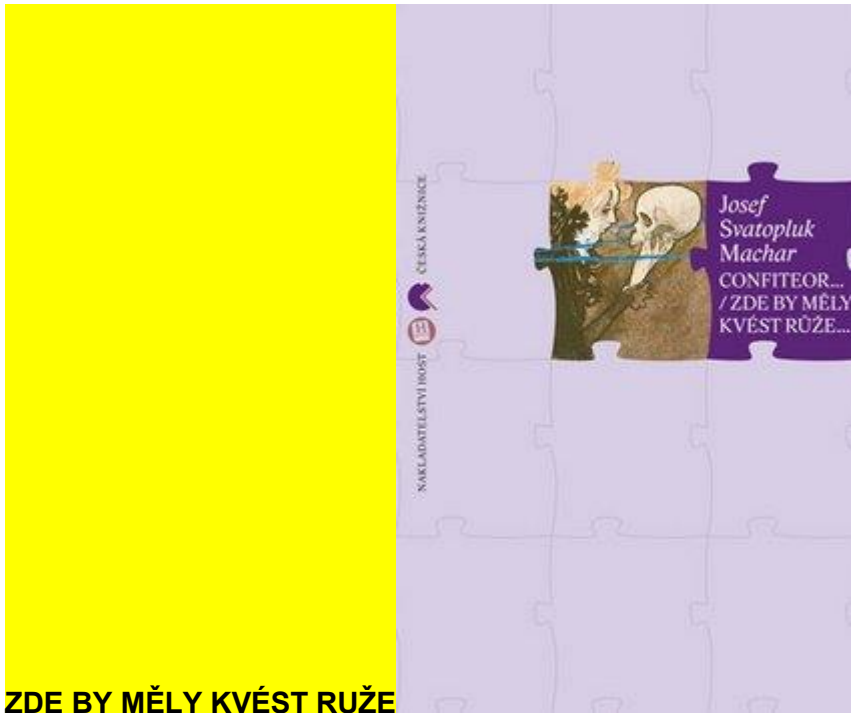 ZDE BY MĚLY KVÉST RUŽE
NAKLADATELSTVÍ HOST
ČESKÁ KNIŽNICE
Josef
Svatopluk
Machar
CONFITEOR...
/ ZDE BY MĚLY
KVÉST RŮŽE...